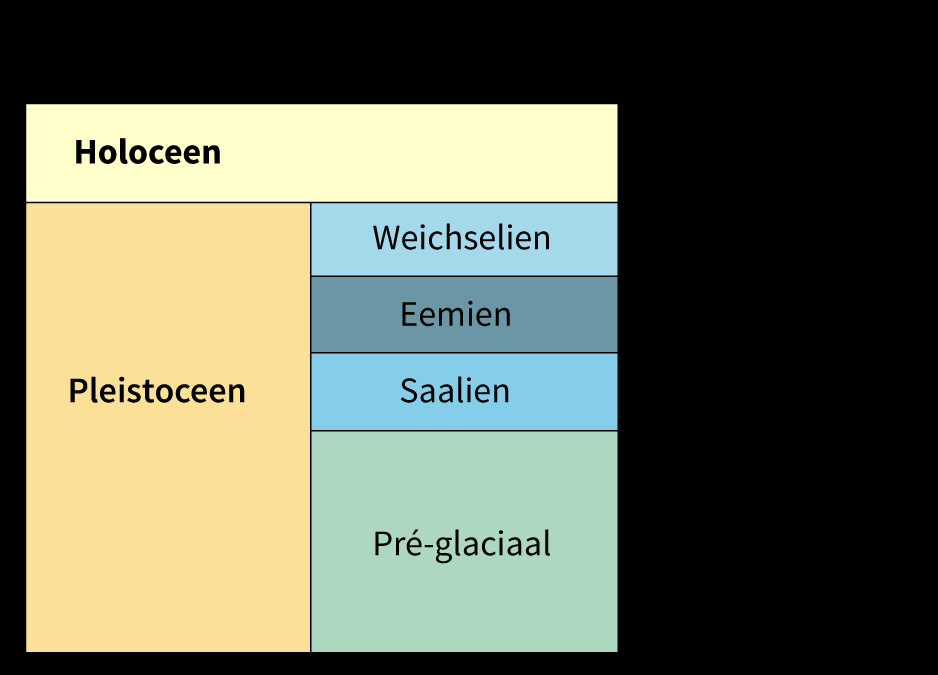 Holoceen
Weichselien
Eemien
Pleistoceen
Saalien
Pré-glaciaal